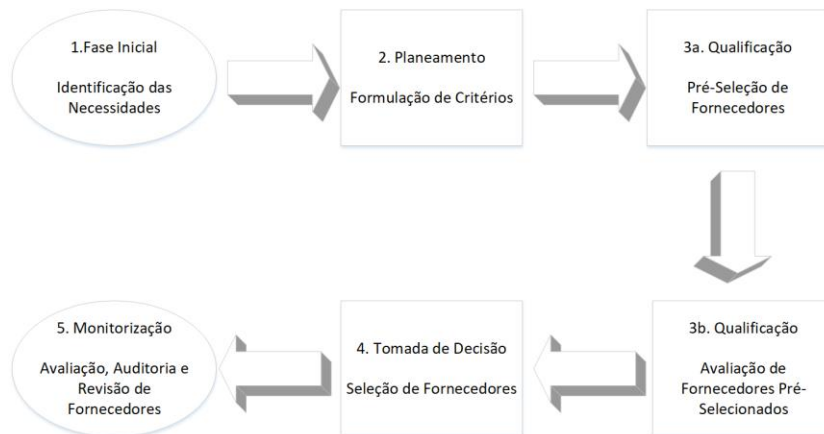 1.Fase Inicial
Identificação das
Necessidades
2. Planeamento
Formulação de Critérios
3a. Qualificação
Pré-Seleção de
Fornecedores
3b. Qualificação
Avaliação de
Fornecedores Pré-
Selecionados
4. Tomada de Decisão
Seleção de Fornecedores
5. Monitorização
Avaliação, Auditoria e
Revisão de
Fornecedores